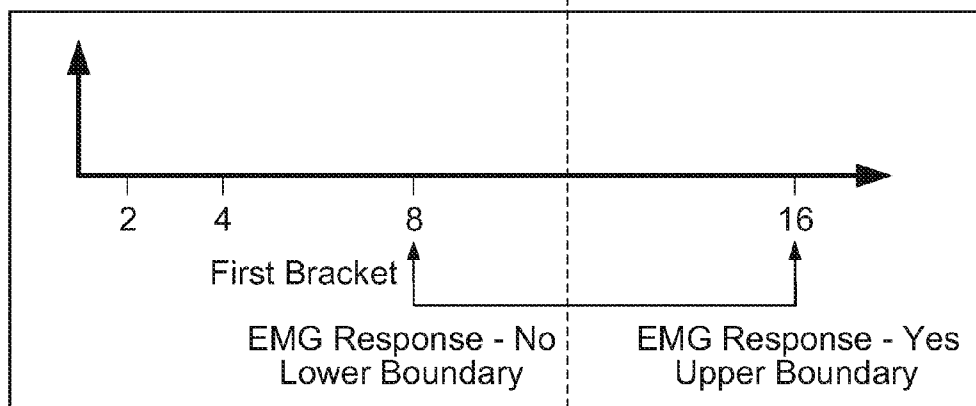 2 4 8 16
First Bracket
EMG Response - No EMG Response - Yes
Lower Boundary Upper Boundary